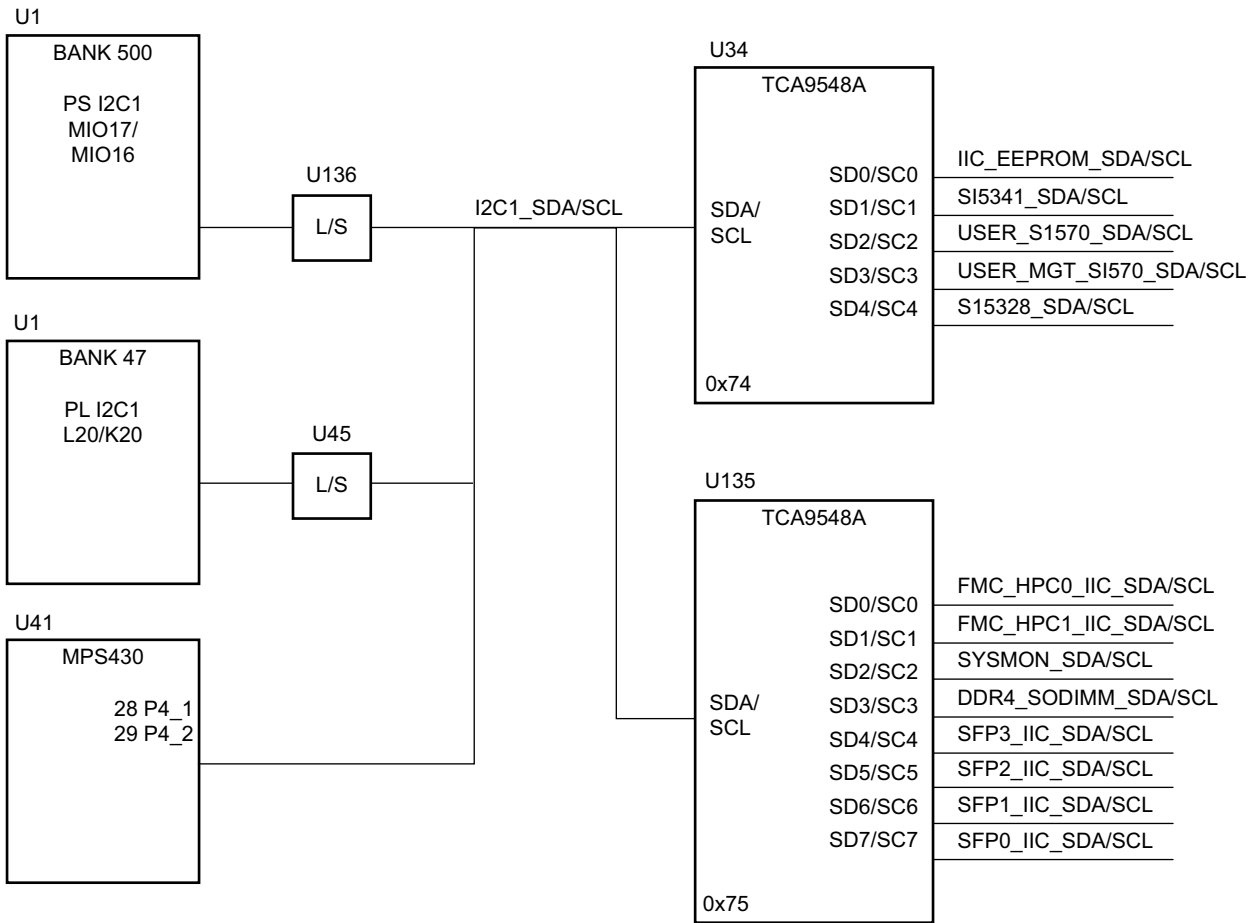 U1
BANK 500
PS I2C1
MIO17/
MIO16
U136
L/S
I2C1_SDA/SCL
U1
BANK 47
PL I2C1
L20/K20
U45
L/S
U41
MPS430
28 P4_1
29 P4_2
U34
TCA9548A
SDA/
SCL
SD0/SC0
SD1/SC1
SD2/SC2
SD3/SC3
SD4/SC4
IIC_EEPROM_SDA/SCL
SI5341_SDA/SCL
USER_S1570_SDA/SCL
USER_MGT_SI570_SDA/SCL
S15328_SDA/SCL
0x74
U135
TCA9548A
SDA/
SCL
SD0/SC0
SD1/SC1
SD2/SC2
SD3/SC3
SD4/SC4
SD5/SC5
SD6/SC6
SD7/SC7
FMC_HPC0_IIC_SDA/SCL
FMC_HPC1_IIC_SDA/SCL
SYSMON_SDA/SCL
DDR4_SODIMM_SDA/SCL
SFP3_IIC_SDA/SCL
SFP2_IIC_SDA/SCL
SFP1_IIC_SDA/SCL
SFP0_IIC_SDA/SCL
0x75